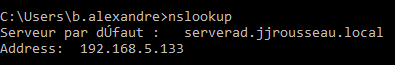 C:\Users\b.alexandre>nslookup
Serveur par dÚfaut :   serverad.jjrousseau.local
Address:  192.168.5.133